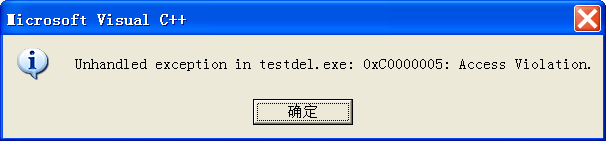 Microsoft Visual C++
Unhandled exception in testdel.exe: 0xC0000005: Access Violation.
确定